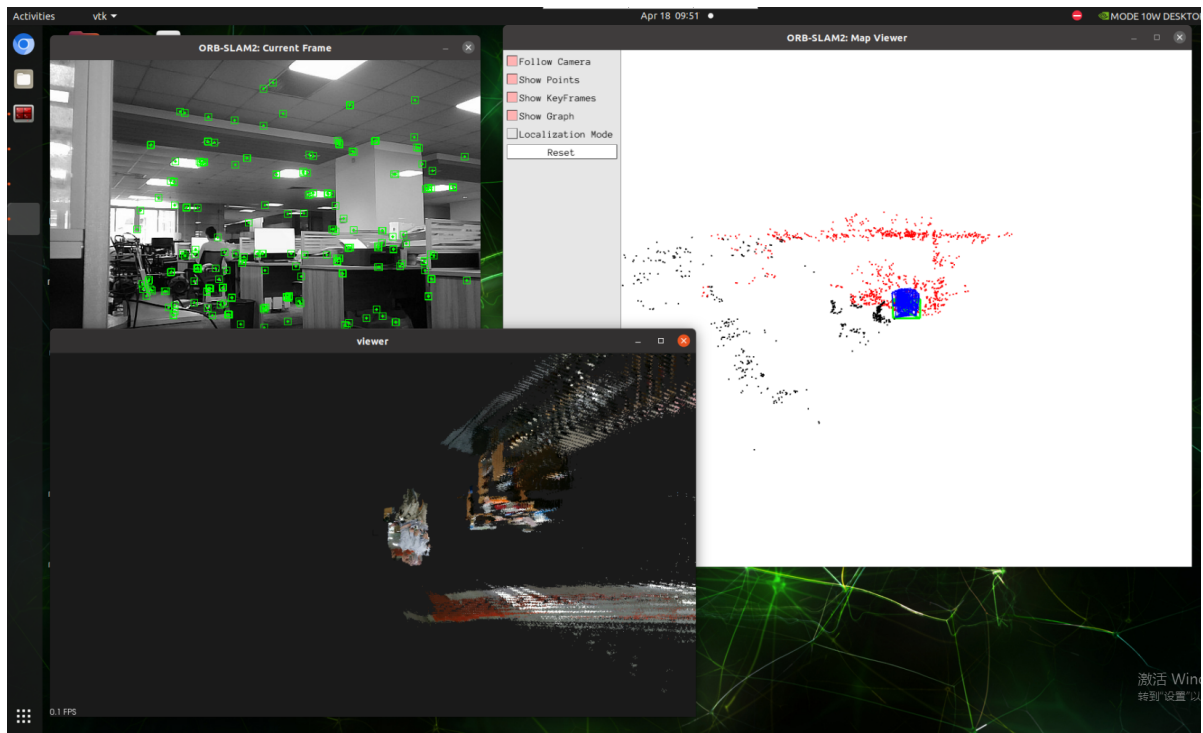 Activities
vtk
Apr 18 09:51
MODE 10W DESKTO
ORB-SLAM2: Current Frame
ORB-SLAM2: Map Viewer
Follow Camera
Show Points
Show KeyFrames
Show Graph
Localization Mode
Reset
viewer
0.1 FPS
激活 Wind
转到"设置"以